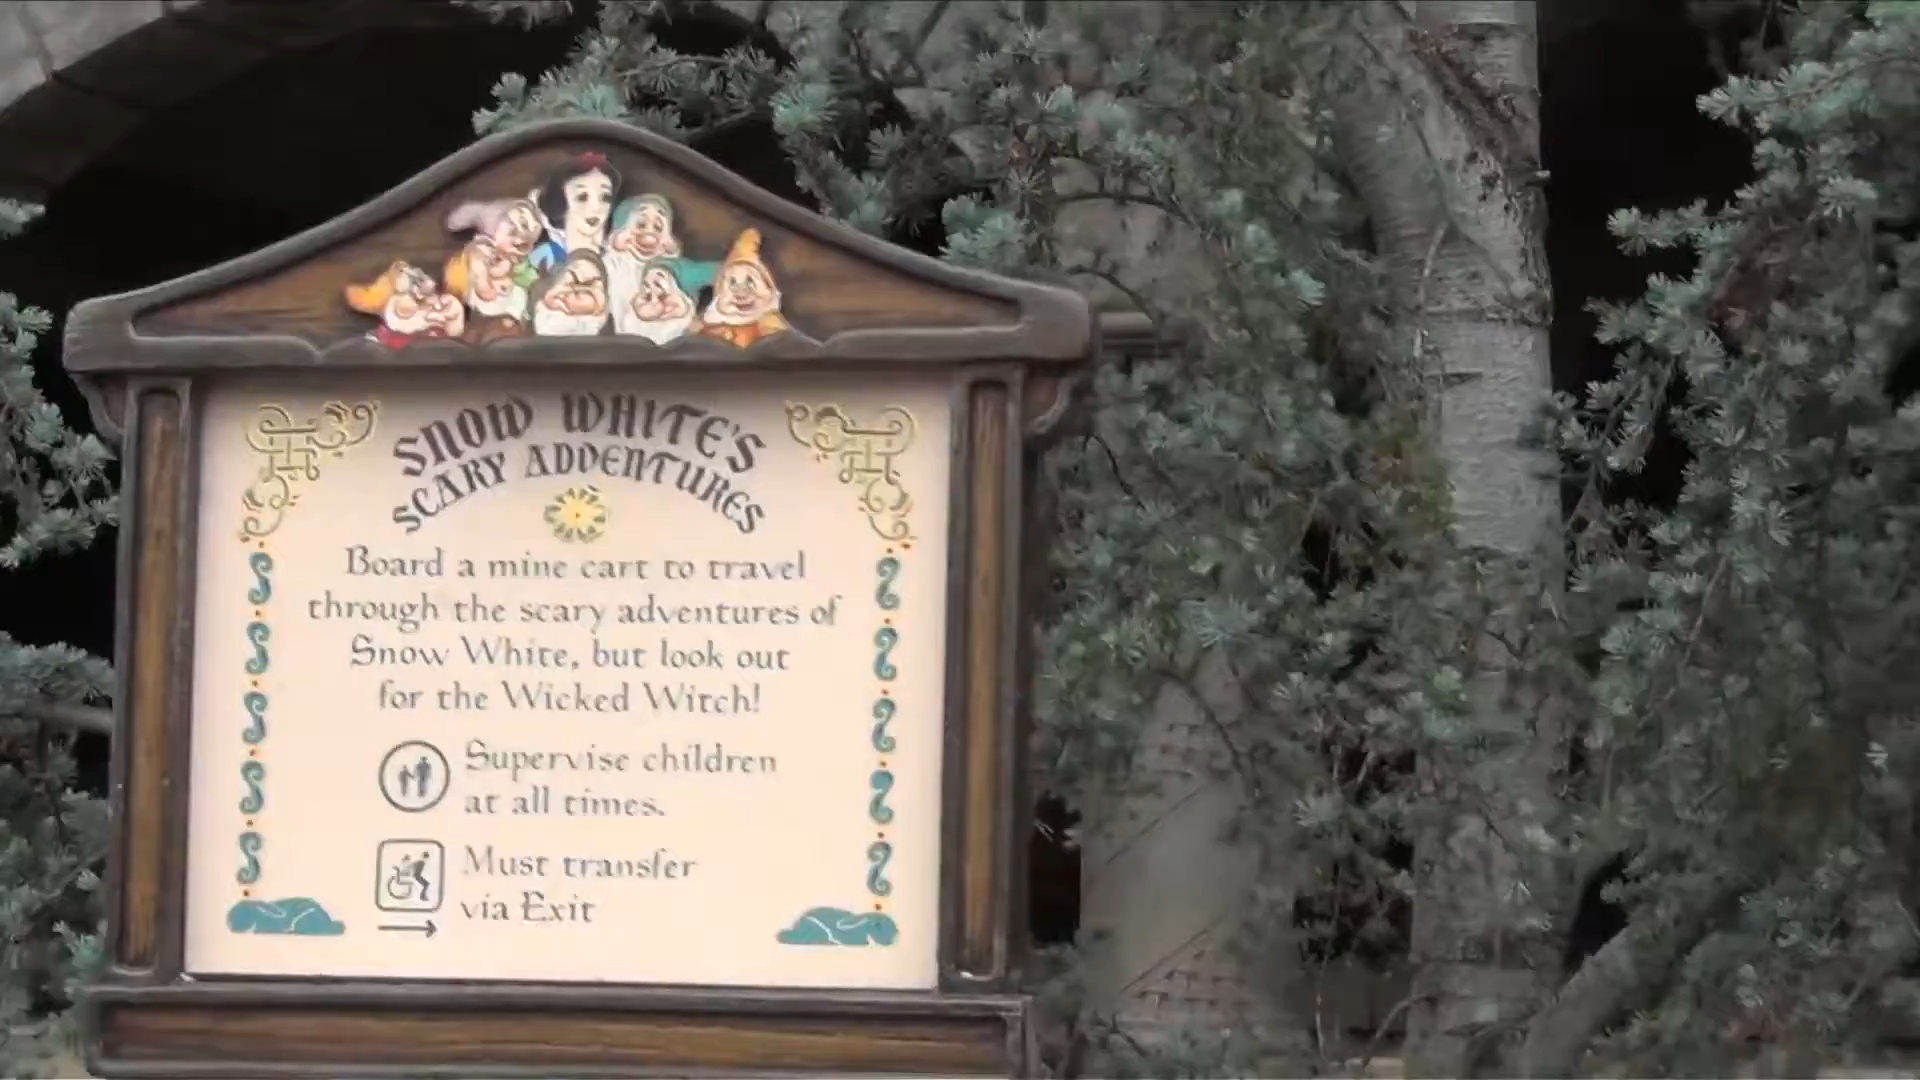 SNOW WHITE'S
SCARY ADVENTURES
Board a mine cart to travel
through the scary adventures of
Snow White, but look out
for the Wicked Witch!
Supervise children
at all times.
Must transfer
via Exit